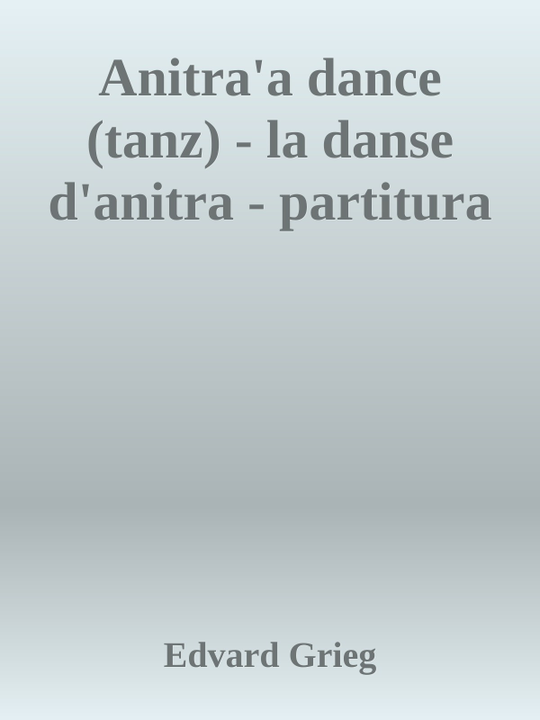 Anitra'a dance
(tanz) - la danse
d'anitra - partitura
Edvard Grieg